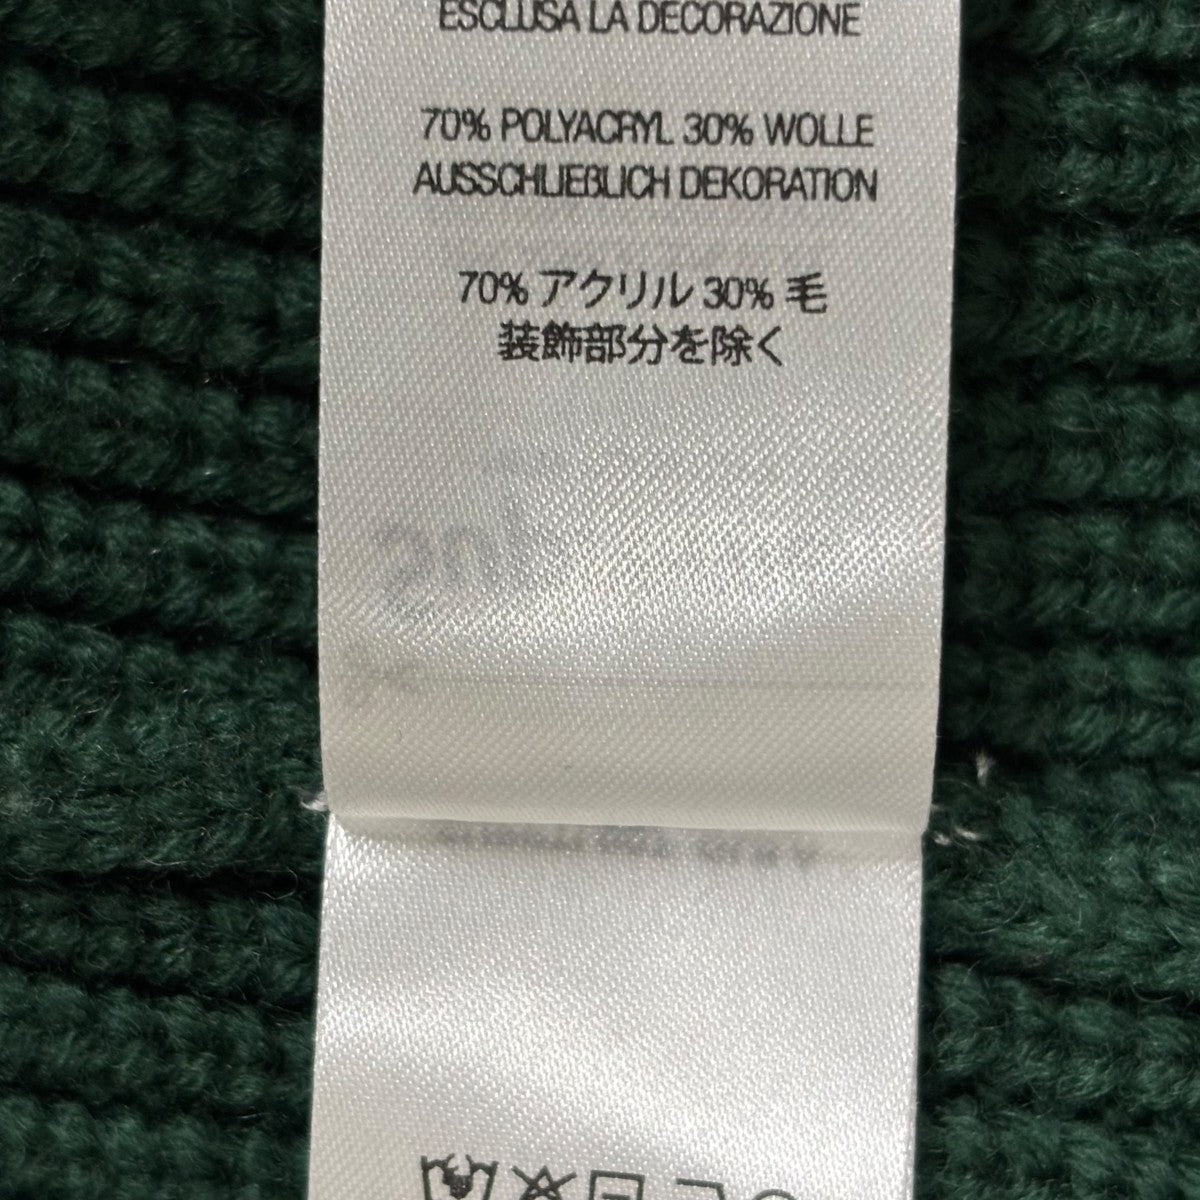 ESCLUSA LA DECORAZIONE
70% POLYACRYL 30% WOLLE
AUSSCHLIEßLICH DEKORATION
70% アクリル 30% 毛
装飾部分を除く